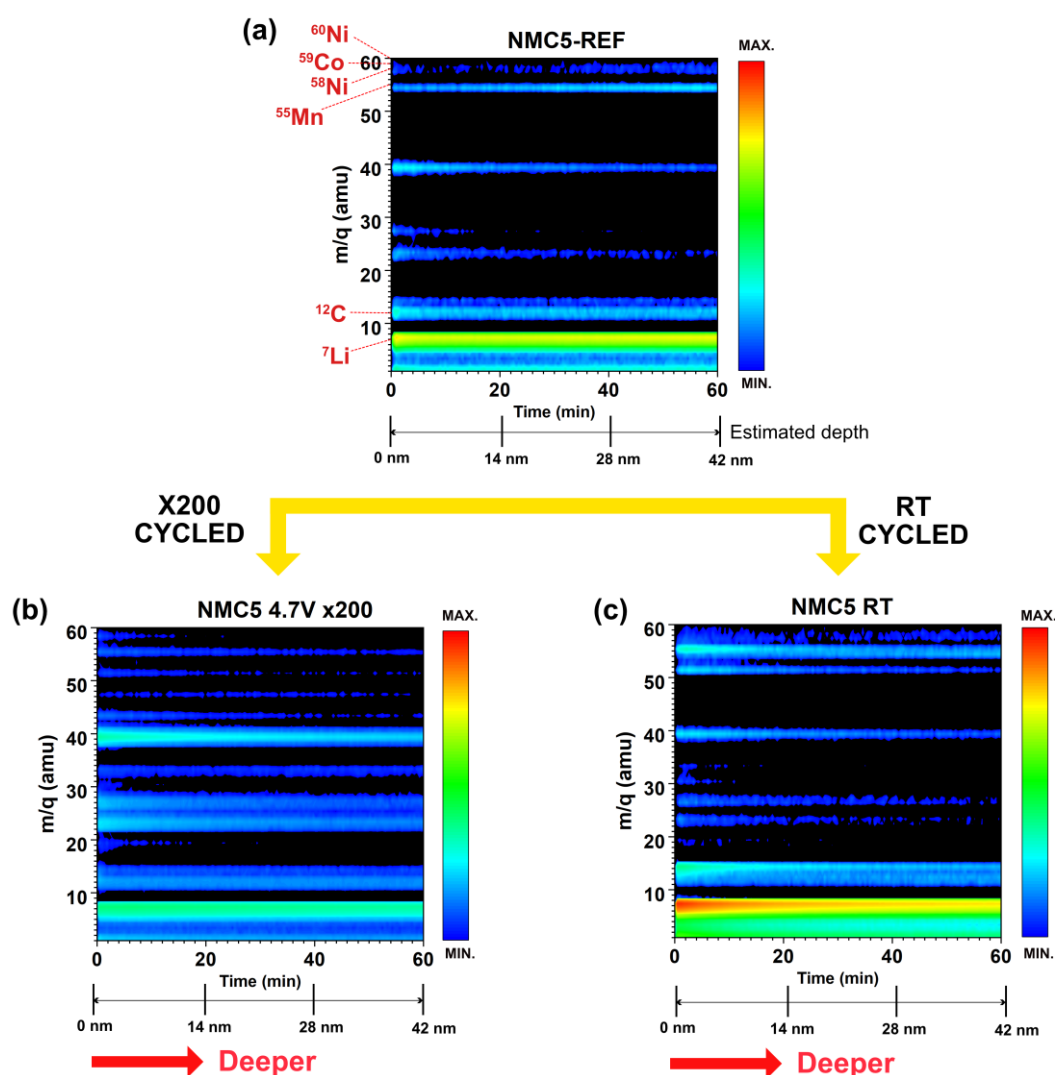 (a)
NMC5-REF
⁶⁰Ni
⁵⁹Co
⁵⁸Ni
⁵⁵Mn
¹²C
⁷Li
m/q (amu)
60
50
40
30
20
10
0
20
40
60
Time (min)
MAX.
MIN.
Estimated depth
0 nm
14 nm
28 nm
42 nm
X200
CYCLED
RT
CYCLED
(b)
NMC5 4.7V x200
MAX.
60
50
40
30
20
10
m/q (amu)
MIN.
0
20
40
60
Time (min)
0 nm
14 nm
28 nm
42 nm
Deeper
(c)
NMC5 RT
MAX.
60
50
40
30
20
10
m/q (amu)
MIN.
0
20
40
60
Time (min)
0 nm
14 nm
28 nm
42 nm
Deeper